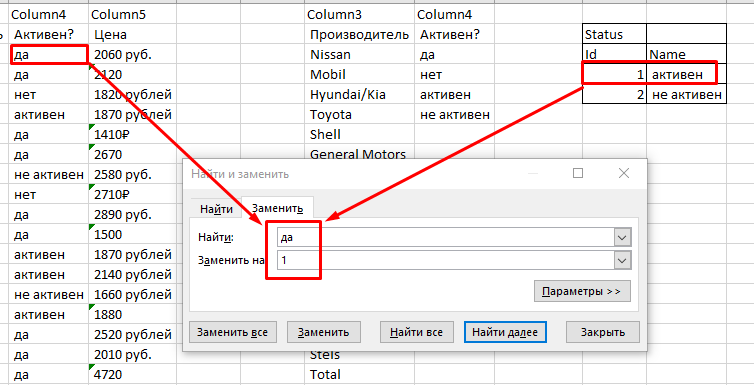 Column4 Column5 Column3 Column4
Активен? Цена Производитель Активен? Status
да 2060 руб. Nissan да Id Name
да 2120 Mobil нет 1 активен
нет 1820 рублей Hyundai/Kia активен 2 не активен
активен 1870 рублей Toyota не активен
да 1410₽ Shell
да 2670 General Motors
не активен 2580 руб.
нет 2710₽
да 2890 руб.
да 1500
активен 1870 рублей
активен 2140 рублей
не активен 1660 рублей
активен 1880
да 2520 рублей
да 2010 руб. Stels
да 4720 Total
Найти и заменить
Найти Заменить
Найти: да
Заменить на 1
Параметры >>
Заменить все Заменить Найти все Найти далее Закрыть